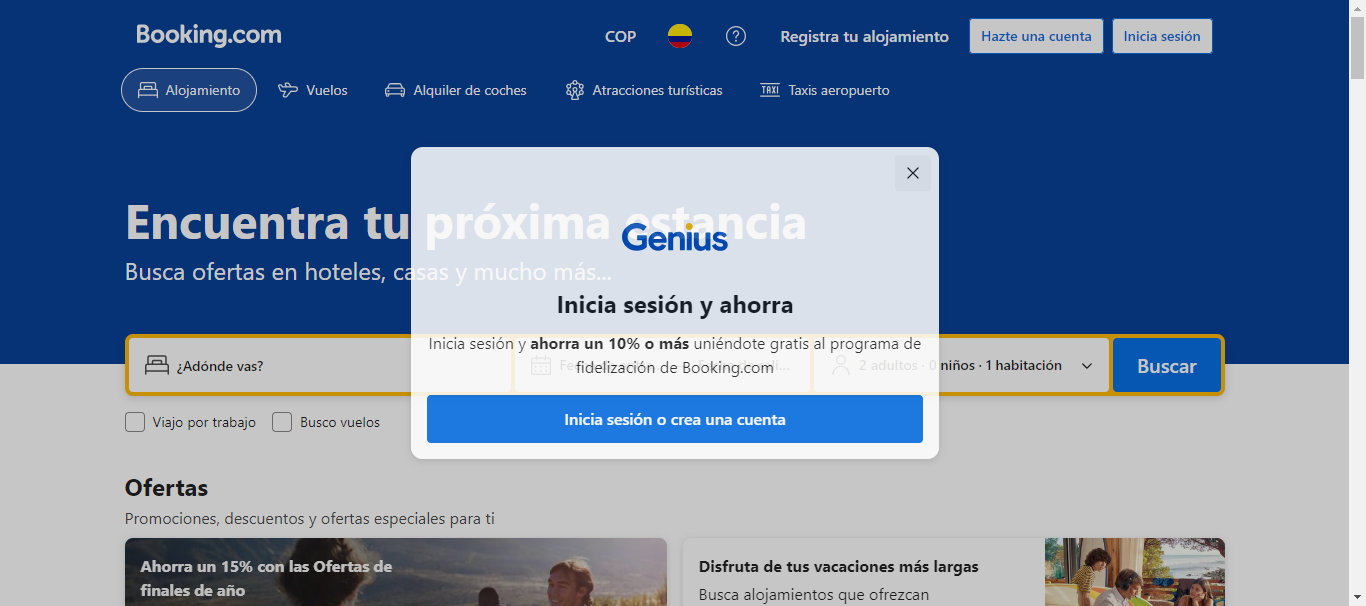 Booking.com
COP
Registra tu alojamiento
Hazte una cuenta
Inicia sesión
Alojamiento
Vuelos
Alquiler de coches
Atracciones turísticas
TAXI Taxis aeropuerto
Encuentra tu próxima estancia
Busca ofertas en hoteles, casas y mucho más...
Genius
Inicia sesión y ahorra
Inicia sesión y ahorra un 10% o más uniéndote gratis al programa de
fidelización de Booking.com
Inicia sesión o crea una cuenta
¿Adónde vas?
2 adultos · 0 niños · 1 habitación
Buscar
Viajo por trabajo
Busco vuelos
Ofertas
Promociones, descuentos y ofertas especiales para ti
Ahorra un 15% con las Ofertas de
finales de año
Disfruta de tus vacaciones más largas
Busca alojamientos que ofrezcan